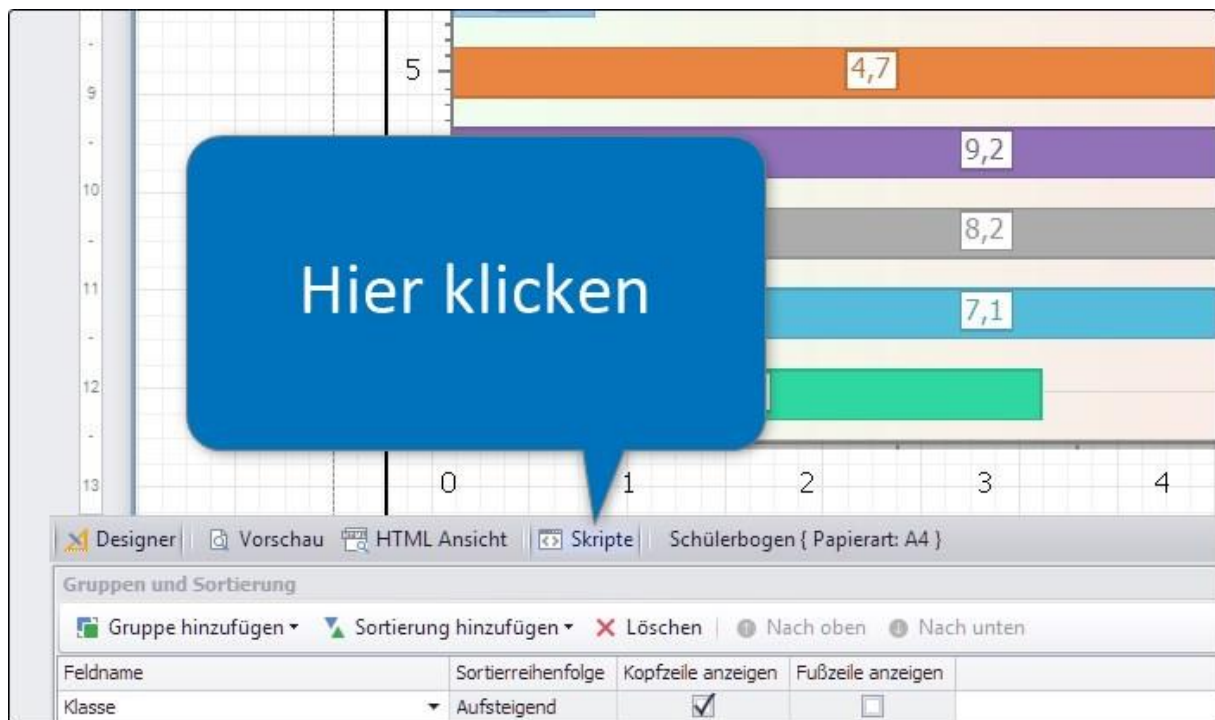 5
4,7
9
9,2
10
8,2
Hier klicken
11
7,1
12
13
0 1 2 3 4
Designer Vorschau HTML Ansicht Skripte Schülerbogen { Papierart: A4 }
Gruppen und Sortierung
Gruppe hinzufügen Sortierung hinzufügen Löschen Nach oben Nach unten
Feldname Sortierreihenfolge Kopfzeile anzeigen Fußzeile anzeigen
Klasse Aufsteigend